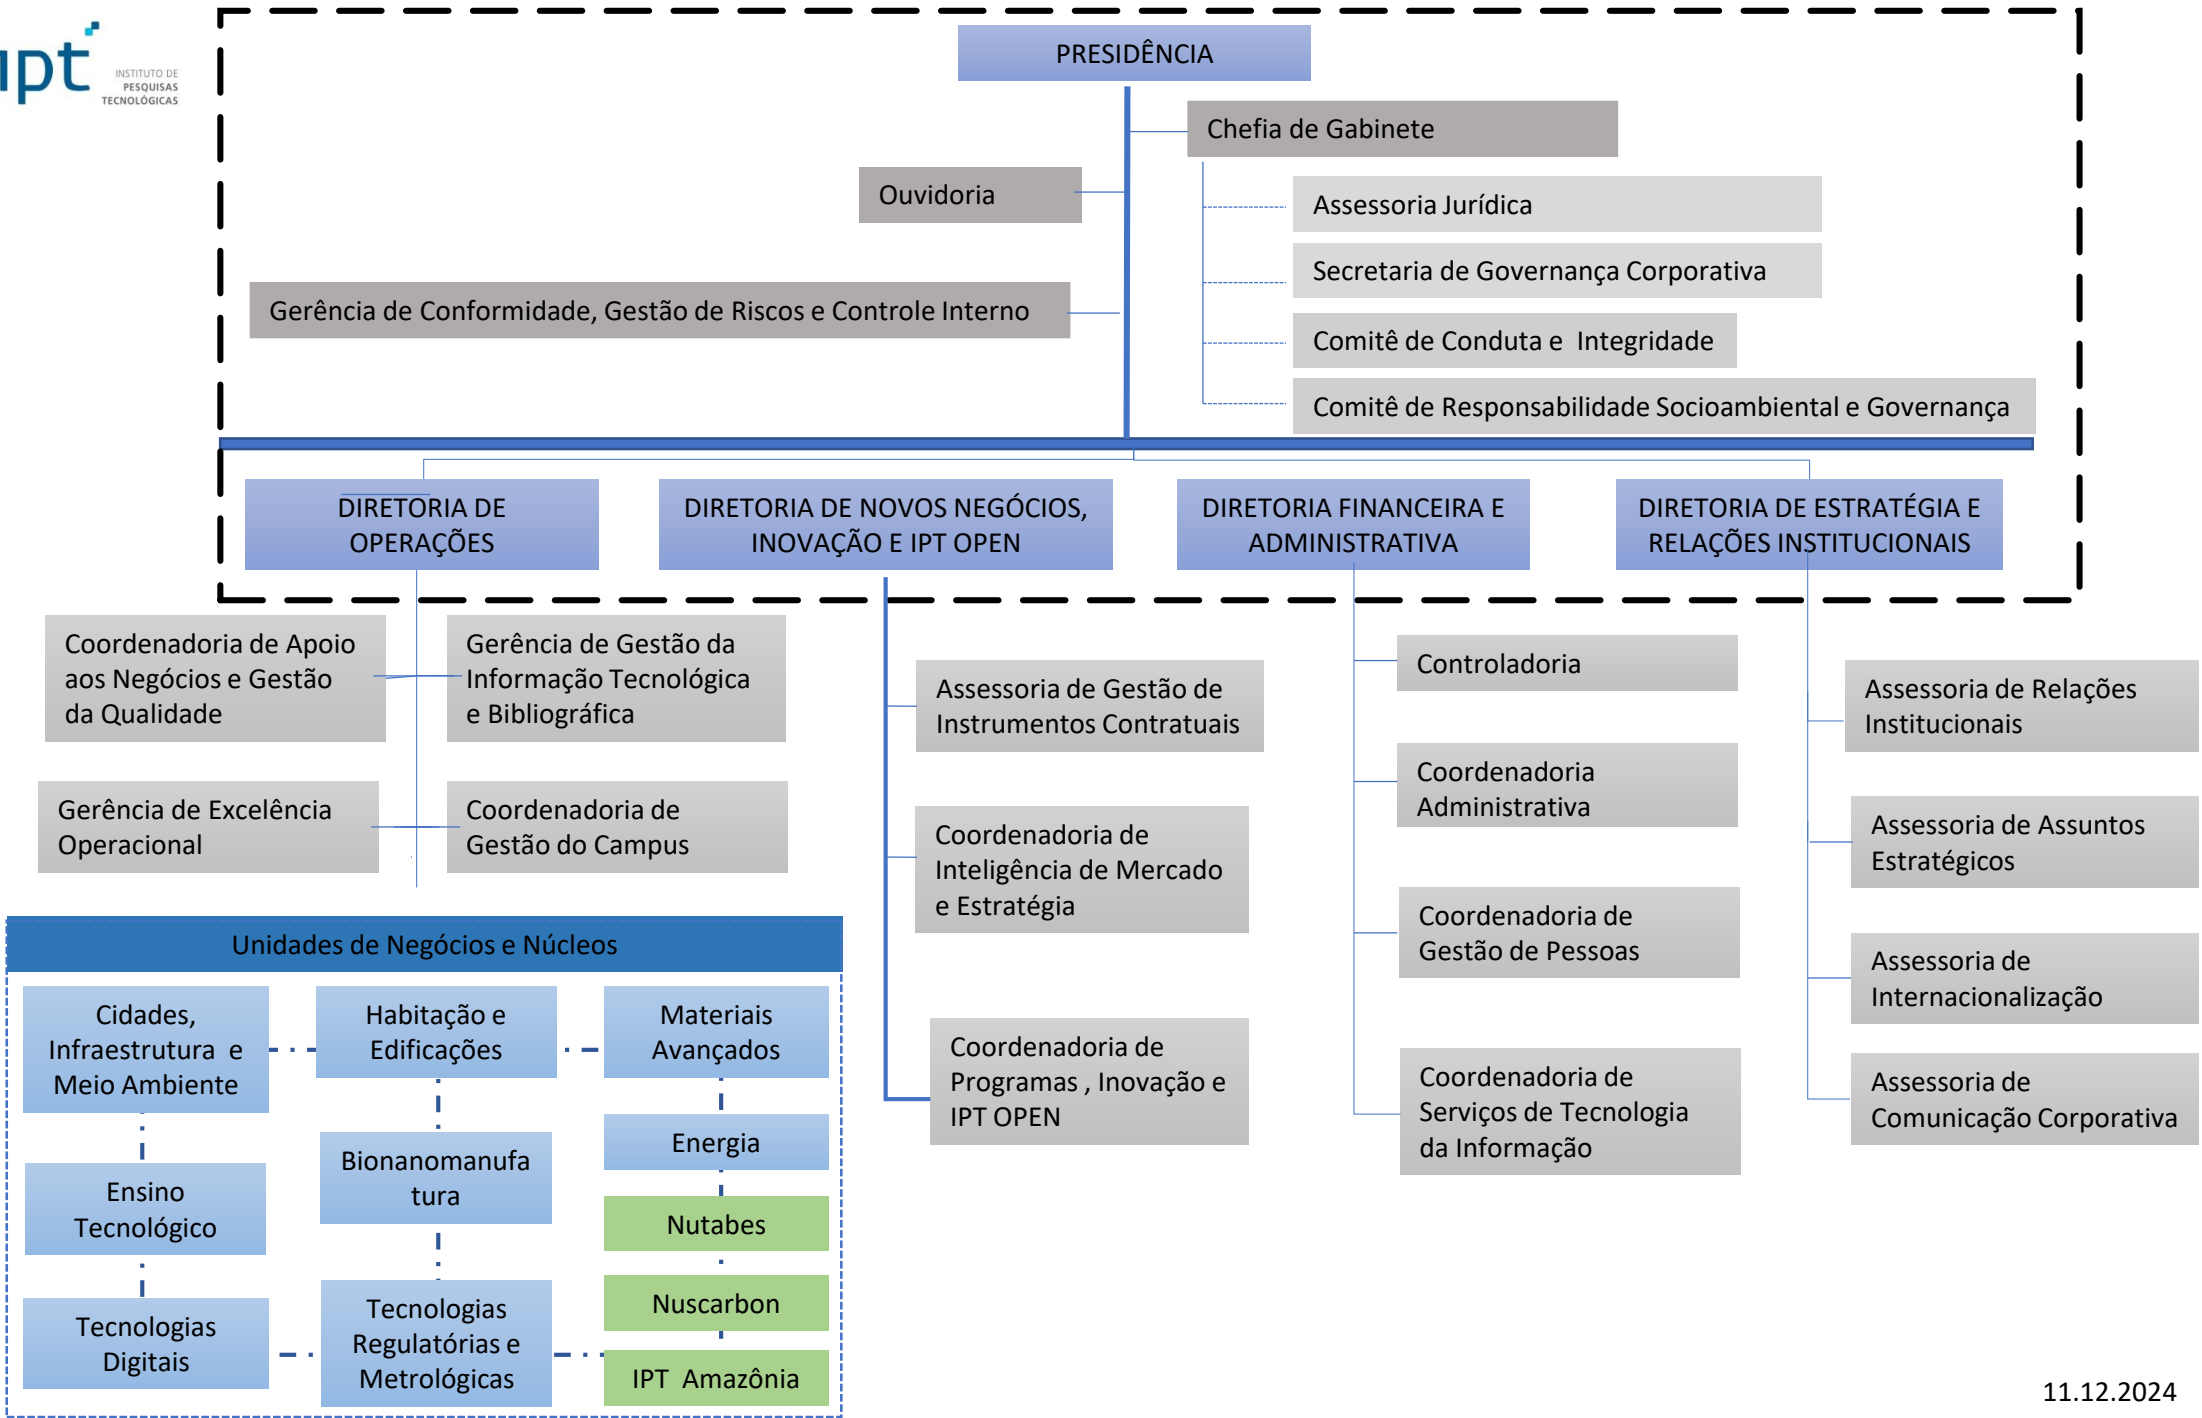 ipt
INSTITUTO DE
PESQUISAS
TECNOLÓGICAS
PRESIDÊNCIA
Chefia de Gabinete
Ouvidoria
Assessoria Jurídica
Secretaria de Governança Corporativa
Gerência de Conformidade, Gestão de Riscos e Controle Interno
Comitê de Conduta e Integridade
Comitê de Responsabilidade Socioambiental e Governança
DIRETORIA DE
OPERAÇÕES
DIRETORIA DE NOVOS NEGÓCIOS,
INOVAÇÃO E IPT OPEN
DIRETORIA FINANCEIRA E
ADMINISTRATIVA
DIRETORIA DE ESTRATÉGIA E
RELAÇÕES INSTITUCIONAIS
Coordenadoria de Apoio
aos Negócios e Gestão
da Qualidade
Gerência de Gestão da
Informação Tecnológica
e Bibliográfica
Gerência de Excelência
Operacional
Coordenadoria de
Gestão do Campus
Assessoria de Gestão de
Instrumentos Contratuais
Coordenadoria de
Inteligência de Mercado
e Estratégia
Coordenadoria de
Programas , Inovação e
IPT OPEN
Controladoria
Coordenadoria
Administrativa
Coordenadoria de
Gestão de Pessoas
Coordenadoria de
Serviços de Tecnologia
da Informação
Assessoria de Relações
Institucionais
Assessoria de Assuntos
Estratégicos
Assessoria de
Internacionalização
Assessoria de
Comunicação Corporativa
Unidades de Negócios e Núcleos
Cidades,
Infraestrutura e
Meio Ambiente
Habitação e
Edificações
Materiais
Avançados
Ensino
Tecnológico
Bionanomanufa
tura
Energia
Nutabes
Nuscarbon
IPT Amazônia
Tecnologias
Digitais
Tecnologias
Regulatórias e
Metrológicas
11.12.2024